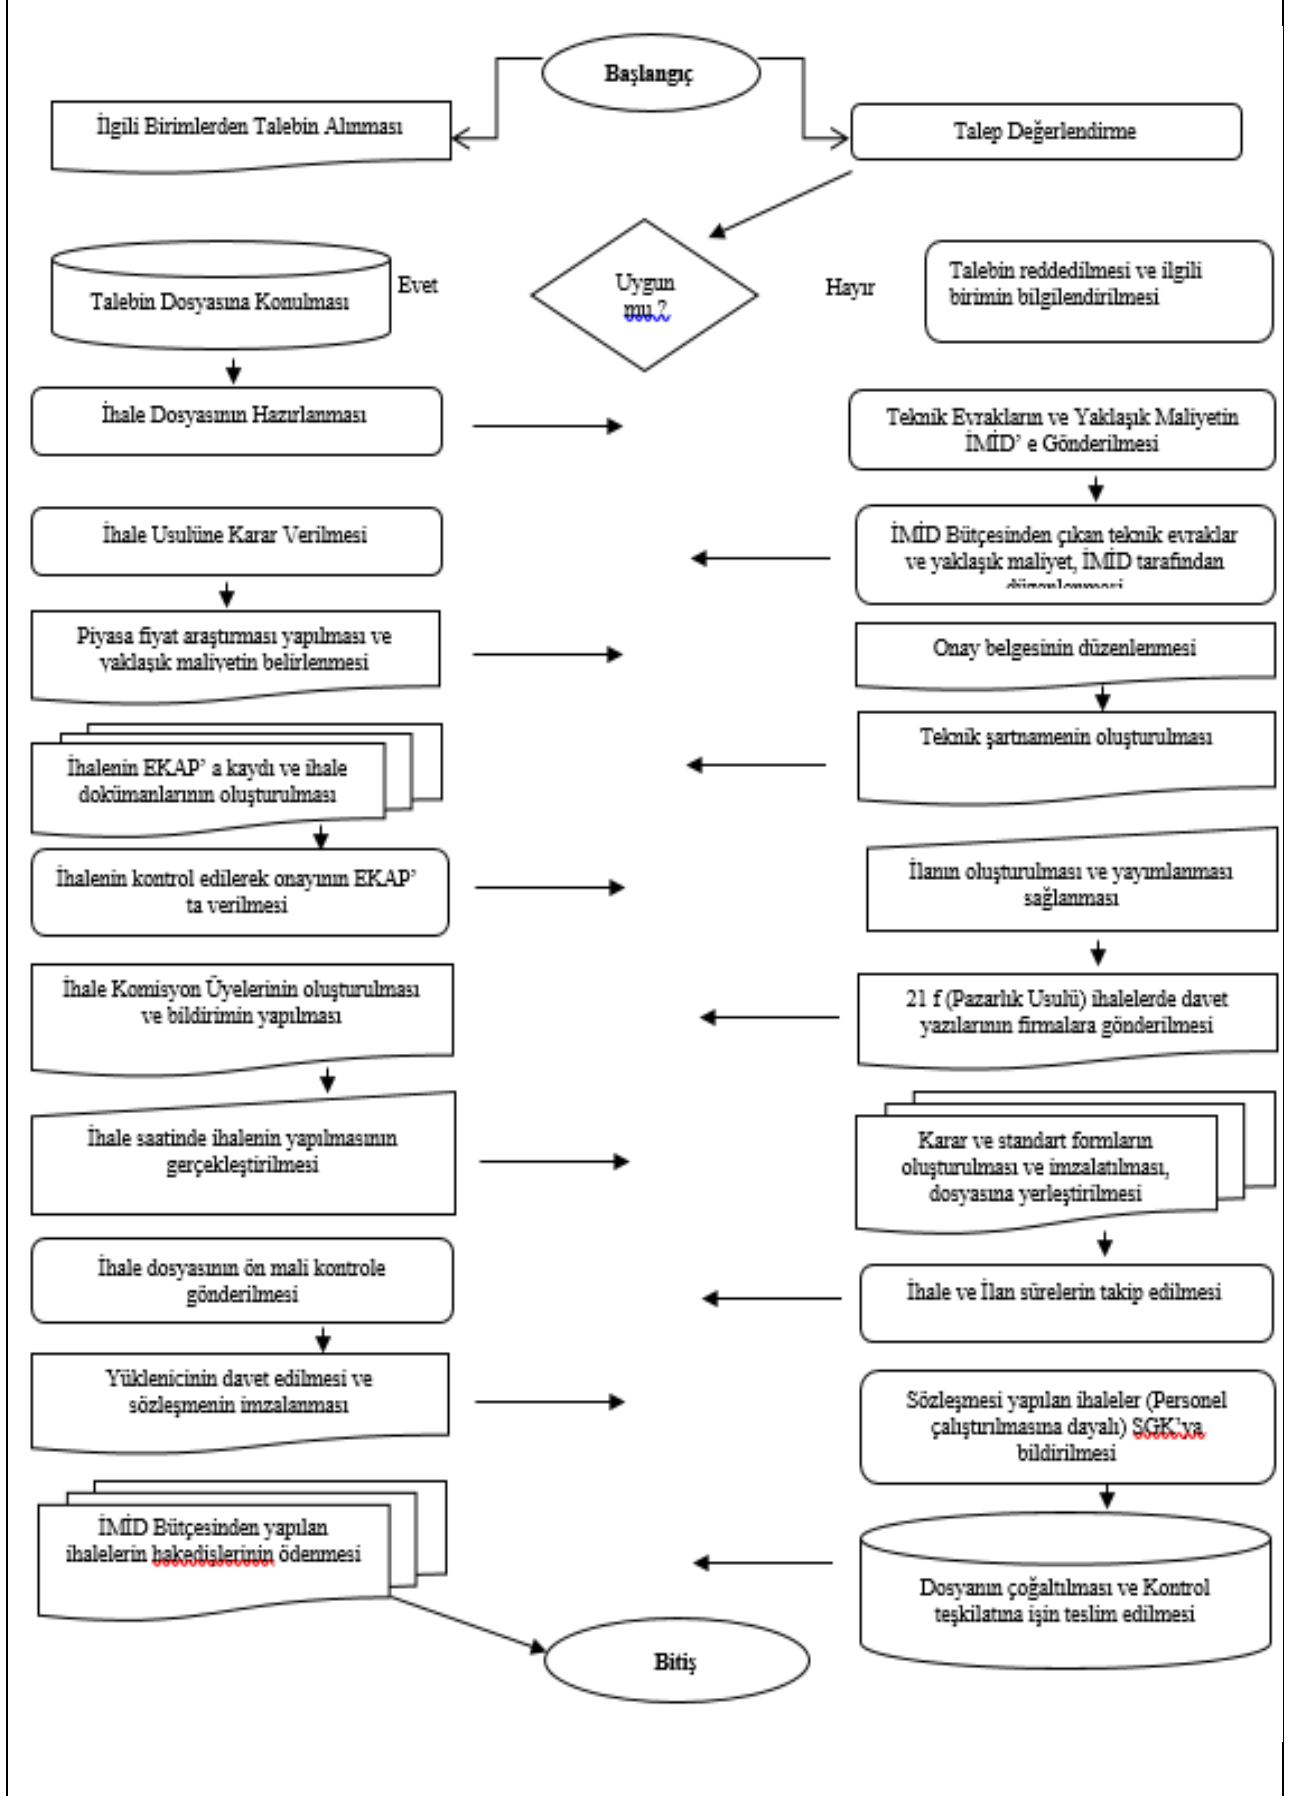 Başlangıç
İlgili Birimlerden Talebin Alınması
Talep Değerlendirme
Talebin Dosyasına Konulması
Evet
Uygun
mu ?
Hayır
Talebin reddedilmesi ve ilgili
birimin bilgilendirilmesi
İhale Dosyasının Hazırlanması
Teknik Evrakların ve Yaklaşık Maliyetin
İMİD’ e Gönderilmesi
İhale Usulüne Karar Verilmesi
İMİD Bütçesinden çıkan teknik evraklar
ve yaklaşık maliyet, İMİD tarafından
düzenlenmesi
Piyasa fiyat araştırması yapılması ve
yaklaşık maliyetin belirlenmesi
Onay belgesinin düzenlenmesi
Teknik şartnamenin oluşturulması
İhalenin EKAP’ a kaydı ve ihale
dokümanlarının oluşturulması
İhalenin kontrol edilerek onayının EKAP’
ta verilmesi
İlanın oluşturulması ve yayımlanması
sağlanması
İhale Komisyon Üyelerinin oluşturulması
ve bildirimin yapılması
21 f (Pazarlık Usulü) ihalelerde davet
yazılarının firmalara gönderilmesi
İhale saatinde ihalenin yapılmasının
gerçekleştirilmesi
Karar ve standart formların
oluşturulması ve imzalatılması,
dosyasına yerleştirilmesi
İhale dosyasının ön mali kontrole
gönderilmesi
İhale ve İlan sürelerin takip edilmesi
Yüklenicinin davet edilmesi ve
sözleşmenin imzalanması
Sözleşmesi yapılan ihaleler (Personel
çalıştırılmasına dayalı) SGK’ya
bildirilmesi
İMİD Bütçesinden yapılan
ihalelerin hakedişlerinin ödenmesi
Dosyanın çoğaltılması ve Kontrol
teşkilatına işin teslim edilmesi
Bitiş